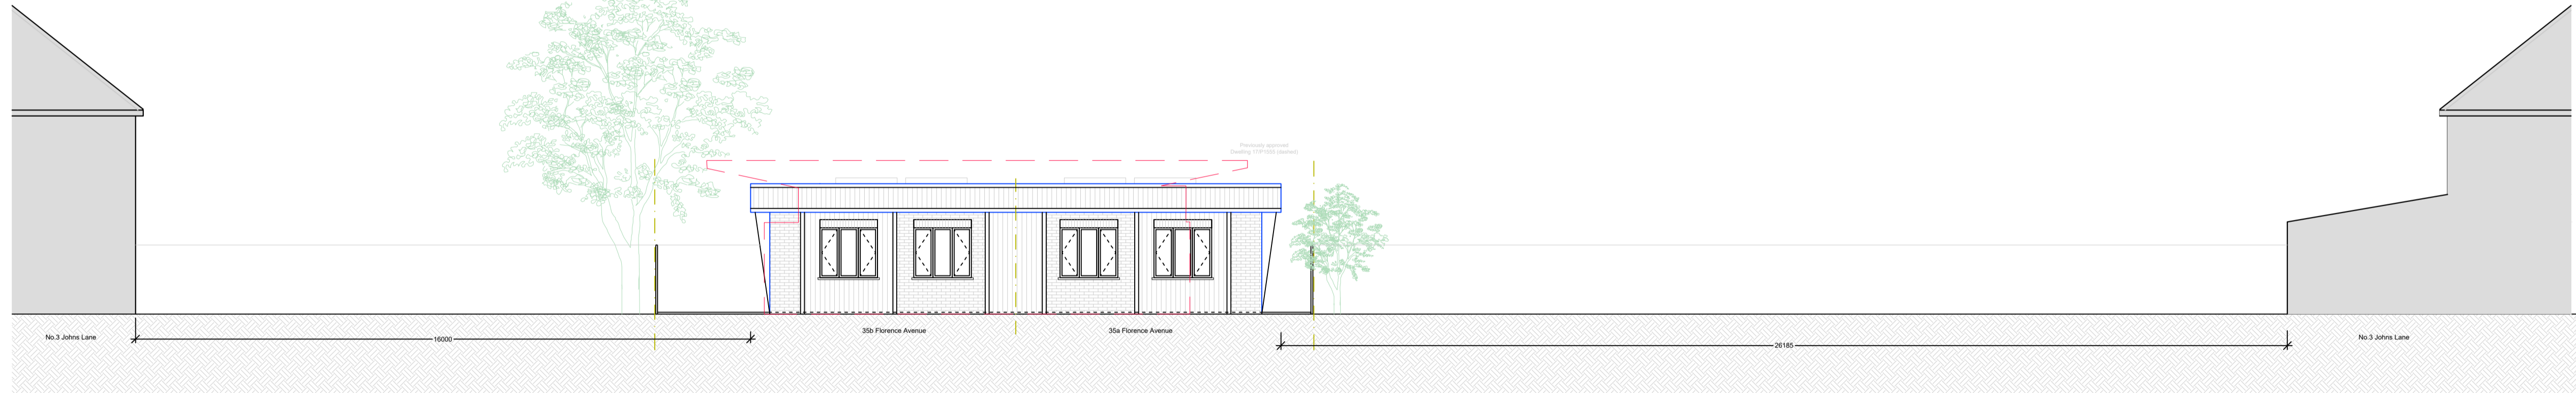 Previously approved
Dwelling 17/P1530 (dashed)
35b Florence Avenue
35a Florence Avenue
No.3 Johns Lane
16000
26185
No.3 Johns Lane